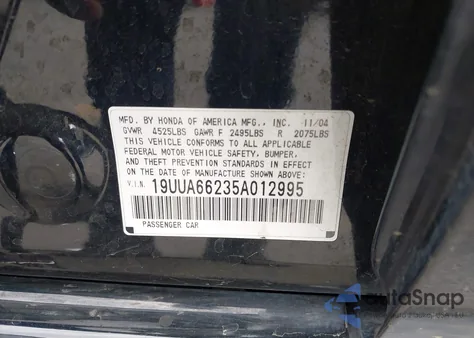 MFD. BY HONDA OF AMERICA MFG., INC. 11/04
GVWR 4525LBS GAWR F 2495LBS R 2075LBS
THIS VEHICLE CONFORMS TO ALL APPLICABLE
FEDERAL MOTOR VEHICLE SAFETY, BUMPER,
AND THEFT PREVENTION STANDARDS IN EFFECT
ON THE DATE OF MANUFACTURE SHOWN ABOVE:
V.I.N. 19UUA66235A012995
PASSENGER CAR
AutoSnap